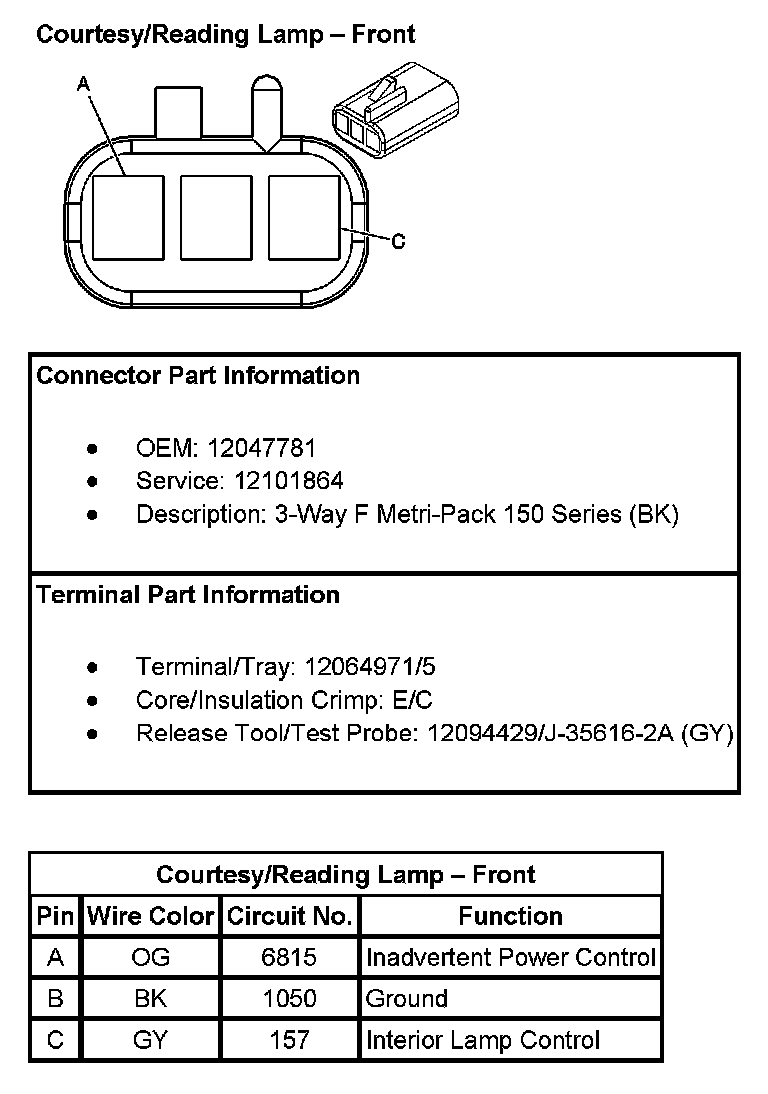 Courtesy/Reading Lamp – Front
A
C
Connector Part Information
● OEM: 12047781
● Service: 12101864
● Description: 3-Way F Metri-Pack 150 Series (BK)
Terminal Part Information
● Terminal/Tray: 12064971/5
● Core/Insulation Crimp: E/C
● Release Tool/Test Probe: 12094429/J-35616-2A (GY)
Courtesy/Reading Lamp – Front
Pin Wire Color Circuit No. Function
A OG 6815 Inadvertent Power Control
B BK 1050 Ground
C GY 157 Interior Lamp Control